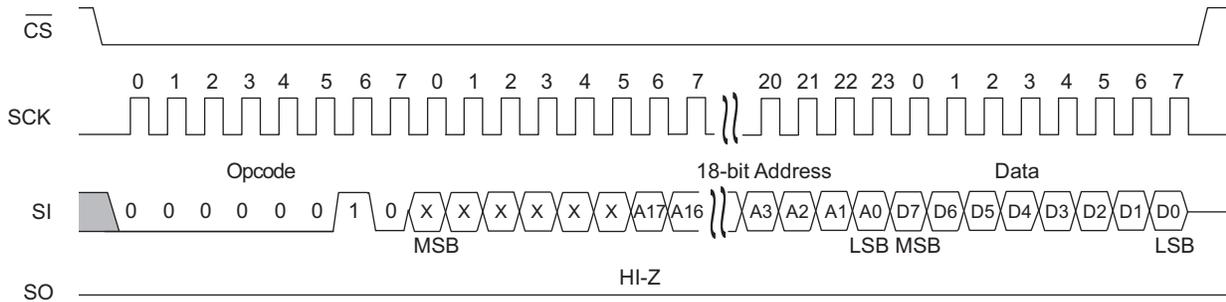 CS
0 1 2 3 4 5 6 7 0 1 2 3 4 5 6 7 20 21 22 23 0 1 2 3 4 5 6 7
SCK
Opcode 18-bit Address Data
SI 0 0 0 0 0 0 1 0 X X X X X X A17 A16 A3 A2 A1 A0 D7 D6 D5 D4 D3 D2 D1 D0
MSB LSB MSB LSB
HI-Z
SO